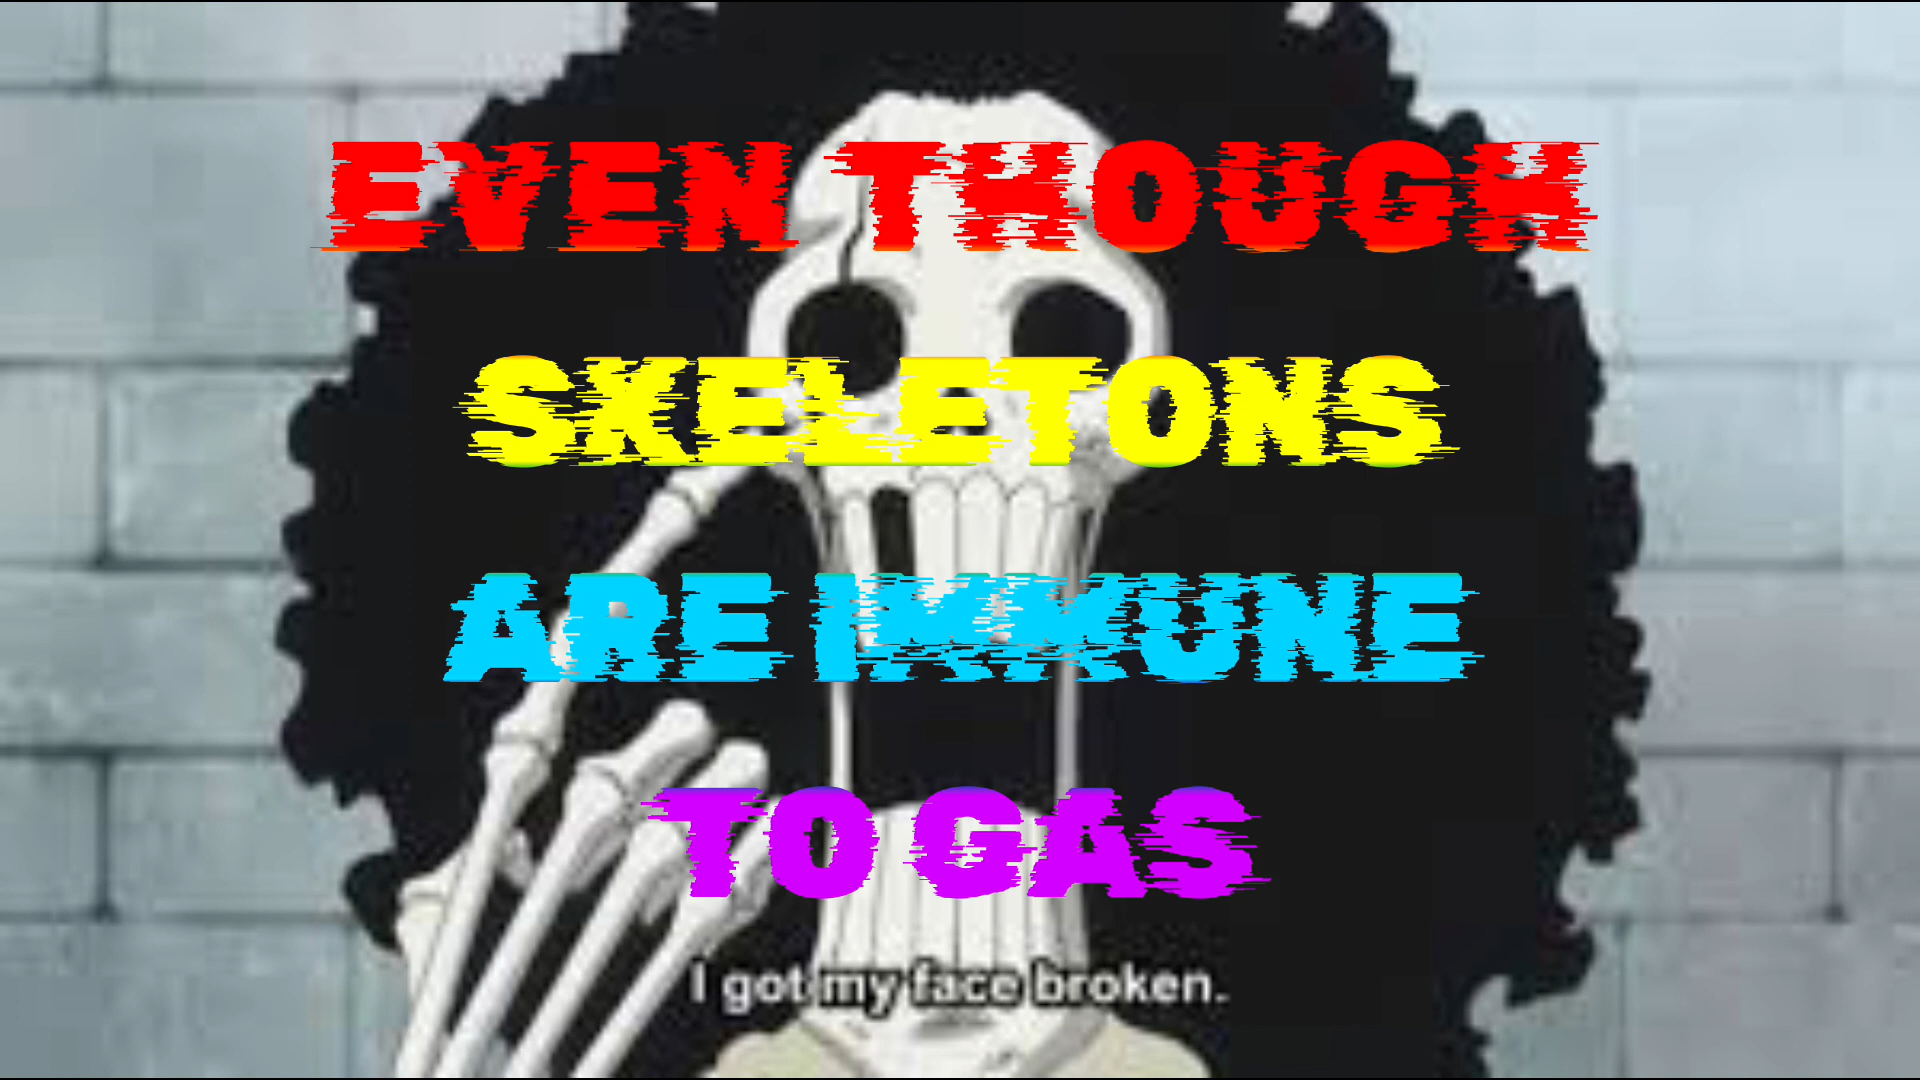 EVEN THOUGH
SKELETONS
ARE IMMUNE
TO GAS
I got my face broken.